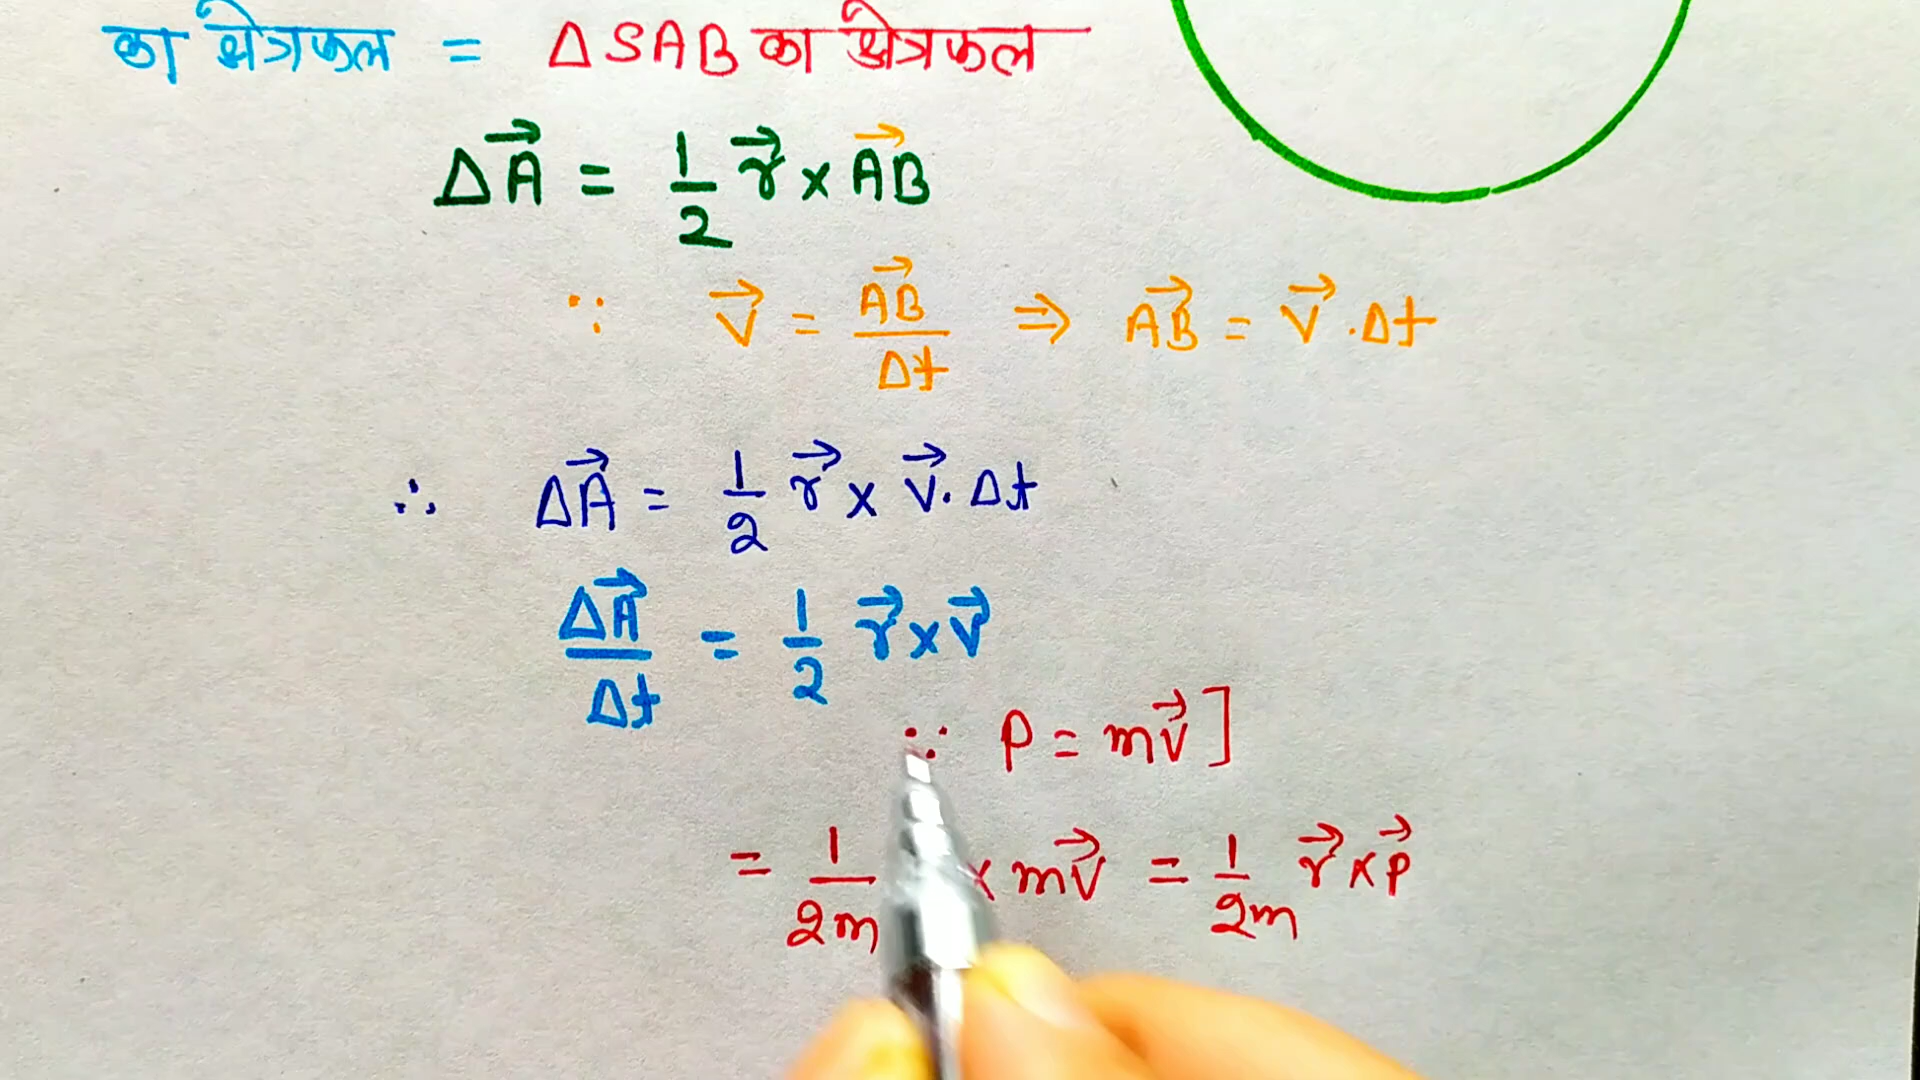 का क्षेत्रफल = ΔSAB का क्षेत्रफल
ΔA⃗ = 1/2 r⃗ × AB⃗
∵ V⃗ = AB⃗/Δt ⇒ AB⃗ = V⃗ . Δt
∴ ΔA⃗ = 1/2 r⃗ × V⃗ . Δt
ΔA⃗/Δt = 1/2 r⃗ × V⃗
∵ P = mV⃗ ]
= 1/2m × mV⃗ = 1/2m r⃗ × P⃗